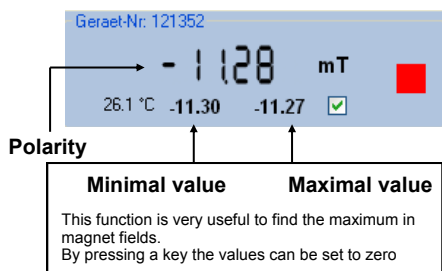 Geraet-Nr: 121352
-11.28 mT
26.1 °C -11.30 -11.27
Polarity
Minimal value Maximal value
This function is very useful to find the maximum in
magnet fields.
By pressing a key the values can be set to zero